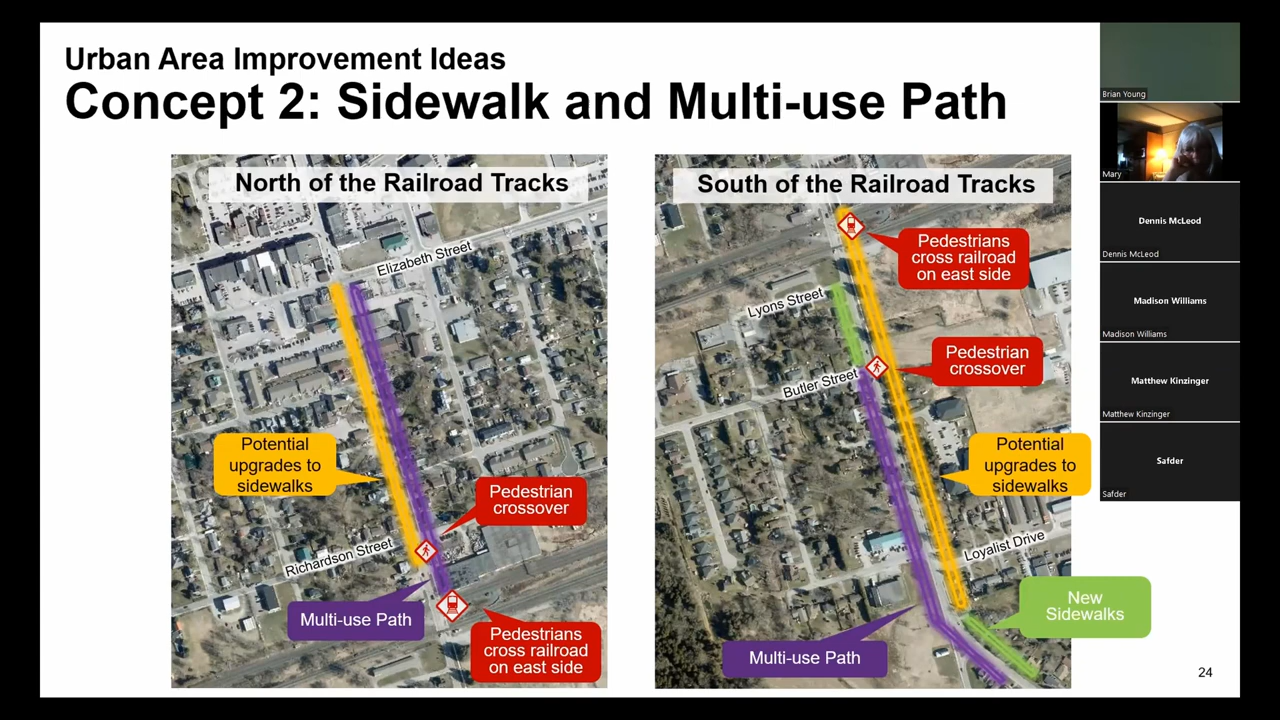 Urban Area Improvement Ideas
Concept 2: Sidewalk and Multi-use Path
North of the Railroad Tracks
Elizabeth Street
Potential
upgrades to
sidewalks
Pedestrian
crossover
Richardson Street
Multi-use Path
Pedestrians
cross railroad
on east side
South of the Railroad Tracks
Pedestrians
cross railroad
on east side
Lyons Street
Pedestrian
crossover
Butler Street
Potential
upgrades to
sidewalks
Loyalist Drive
New
Sidewalks
Multi-use Path
24
Brian Young
Mary
Dennis McLeod
Dennis McLeod
Madison Williams
Madison Williams
Matthew Kinzinger
Matthew Kinzinger
Safder
Safder